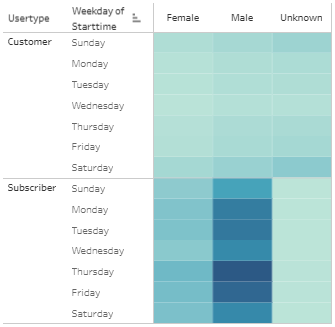 Usertype Weekday of Starttime Female Male Unknown
Customer Sunday
Monday
Tuesday
Wednesday
Thursday
Friday
Saturday
Subscriber Sunday
Monday
Tuesday
Wednesday
Thursday
Friday
Saturday